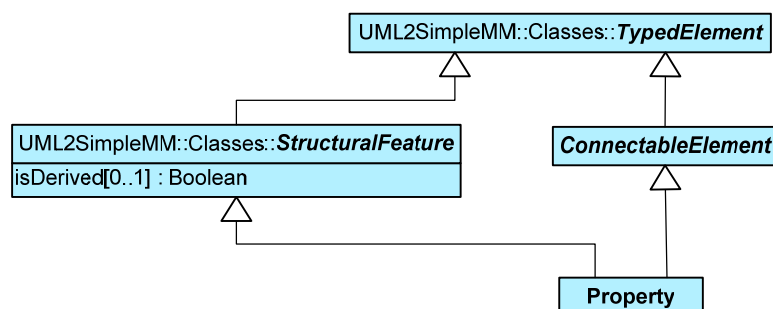 UML2SimpleMM::Classes::TypedElement
UML2SimpleMM::Classes::StructuralFeature
isDerived[0..1] : Boolean
ConnectableElement
Property